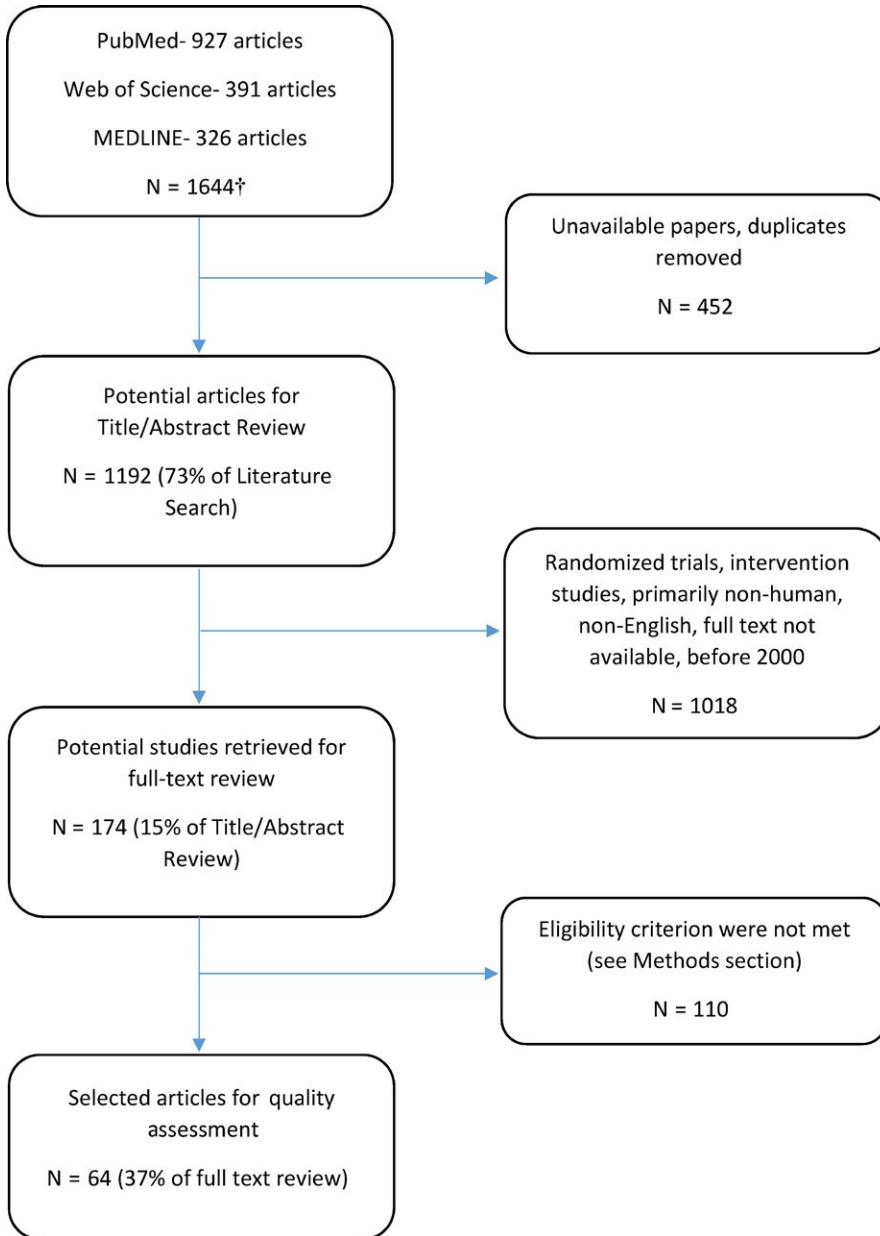 PubMed- 927 articles
Web of Science- 391 articles
MEDLINE- 326 articles
N = 1644†
Unavailable papers, duplicates
removed
N = 452
Potential articles for
Title/Abstract Review
N = 1192 (73% of Literature
Search)
Randomized trials, intervention
studies, primarily non-human,
non-English, full text not
available, before 2000
N = 1018
Potential studies retrieved for
full-text review
N = 174 (15% of Title/Abstract
Review)
Eligibility criterion were not met
(see Methods section)
N = 110
Selected articles for quality
assessment
N = 64 (37% of full text review)